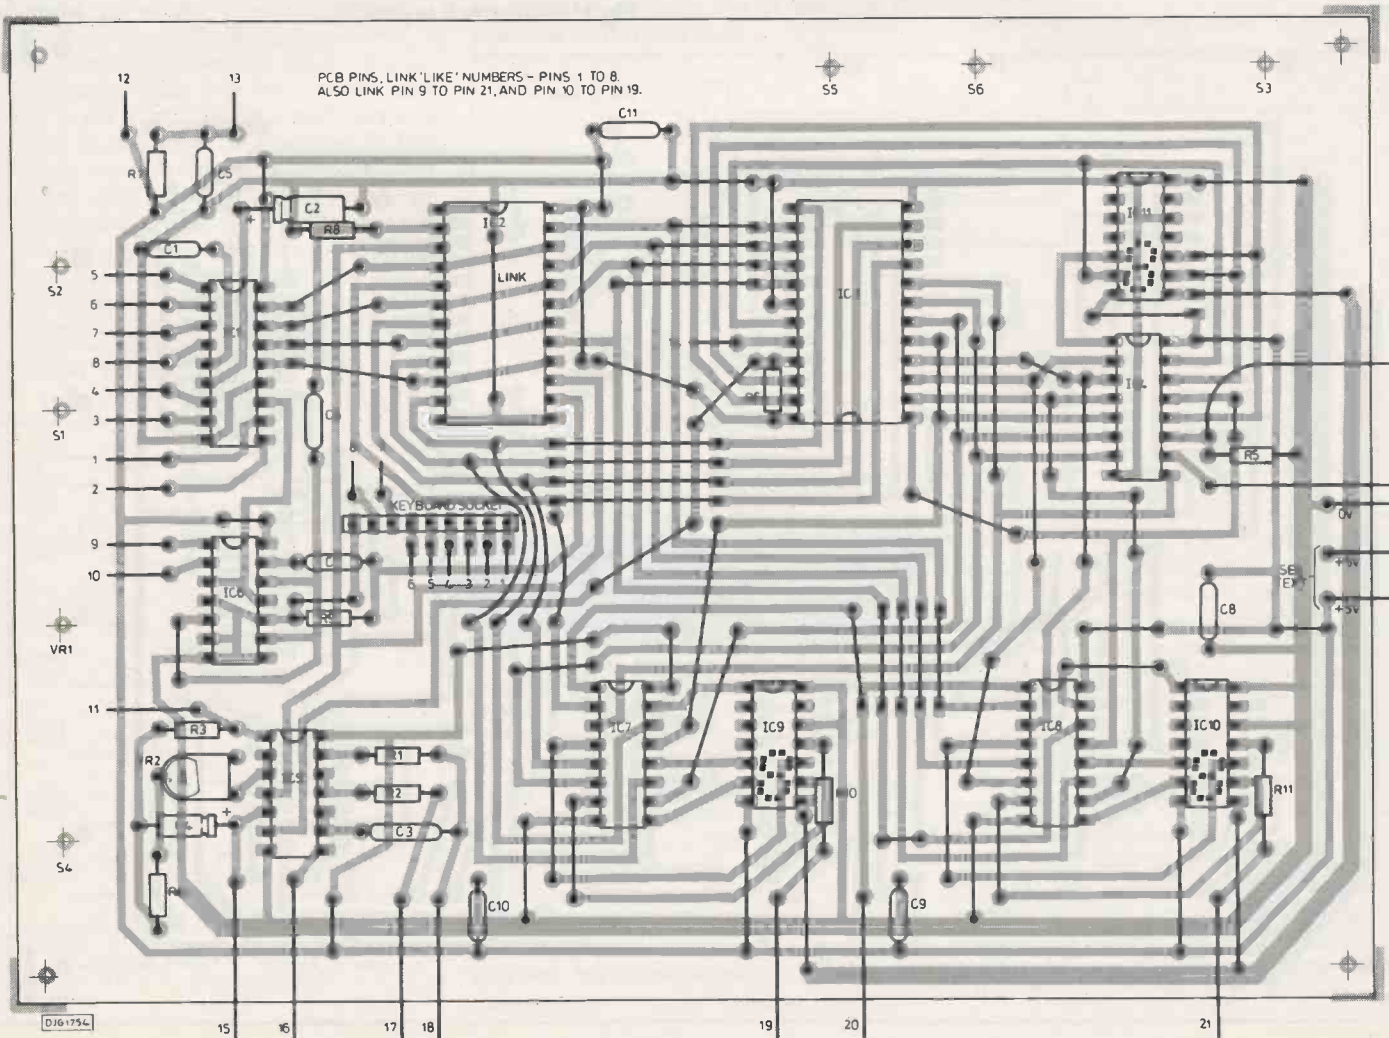 12
13
PCB PINS, LINK 'LIKE' NUMBERS – PINS 1 TO 8.
ALSO LINK PIN 9 TO PIN 21, AND PIN 10 TO PIN 19.
C11
S5
S6
S3
C5
C2
R8
IC2
LINK
IC11
C1
5
S2
6
7
8
4
S1
3
1
2
KEYBOARD SOCKET
R5
0V
9
10
IC6
6 5 4 3 2 1
+5V
C8
+5V
VR1
11
R3
R2
IC5
R1
R2
C3
IC7
IC9
IC8
IC10
R11
S4
C10
C9
DJG1754
15
16
17
18
19
20
21